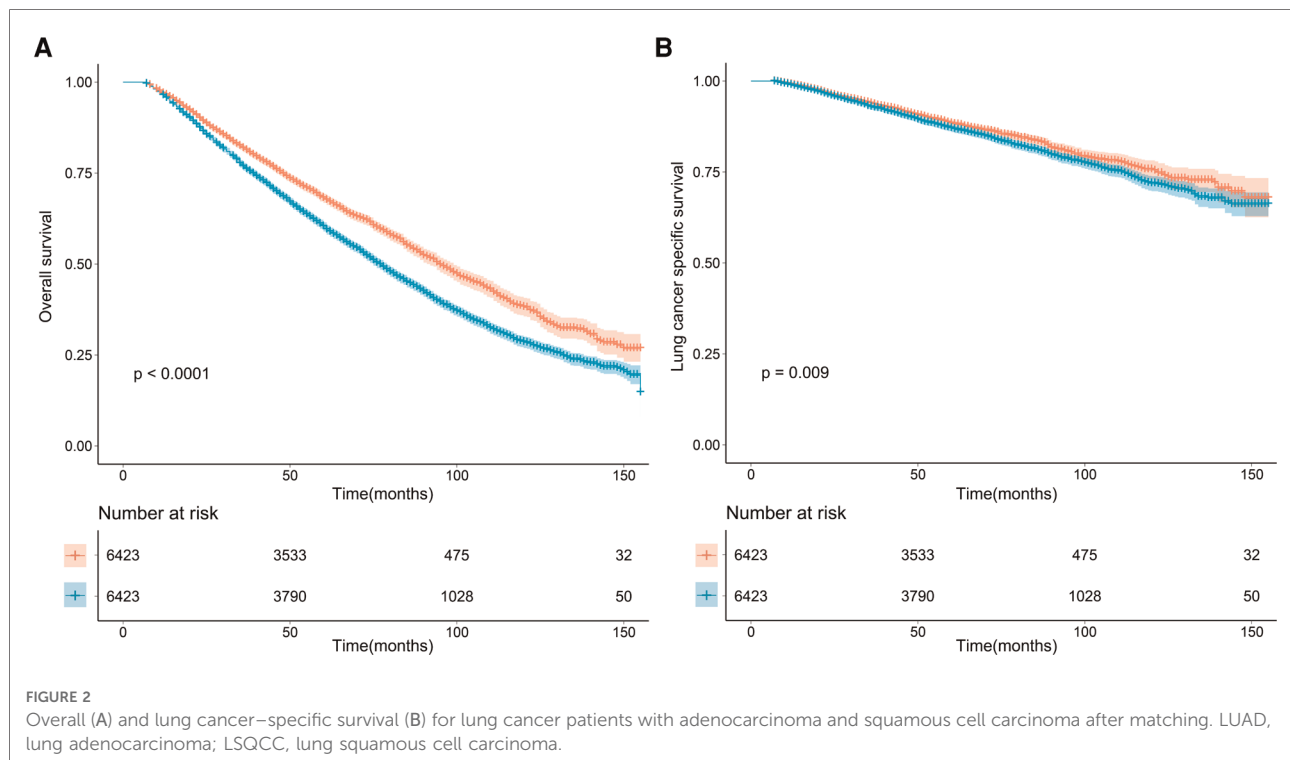 A
1.00
0.75
0.50
0.25
0.00
Overall survival
p < 0.0001
0 50 100 150
Time(months)
Number at risk
6423 3533 475 32
6423 3790 1028 50
0 50 100 150
Time(months)
B
1.00
0.75
0.50
0.25
0.00
Lung cancer specific survival
p = 0.009
0 50 100 150
Time(months)
Number at risk
6423 3533 475 32
6423 3790 1028 50
0 50 100 150
Time(months)
FIGURE 2
Overall (A) and lung cancer–specific survival (B) for lung cancer patients with adenocarcinoma and squamous cell carcinoma after matching. LUAD,
lung adenocarcinoma; LSQCC, lung squamous cell carcinoma.